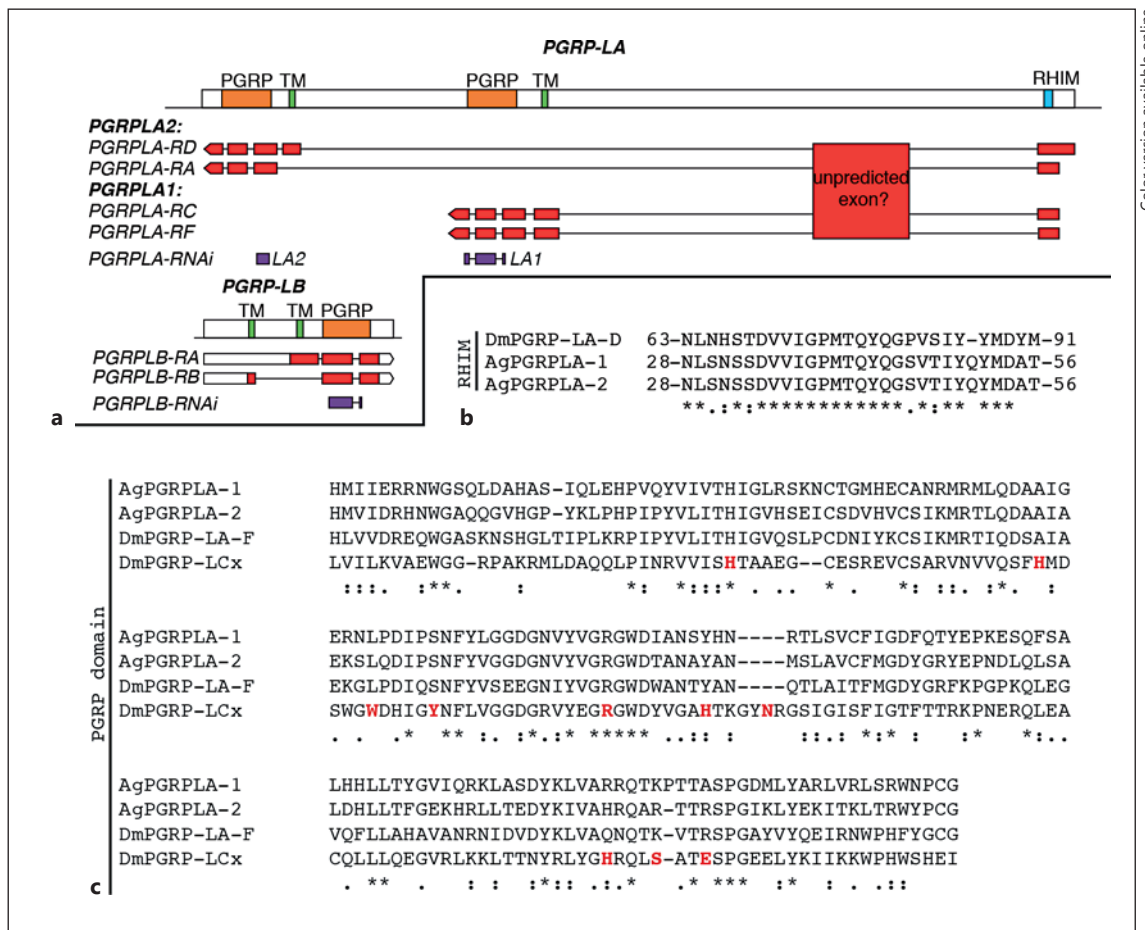 PGRP-LA
PGRP TM PGRP TM RHIM
PGRPLA2:
PGRPLA-RD
PGRPLA-RA
PGRPLA1:
PGRPLA-RC
PGRPLA-RF
unpredicted
exon?
PGRPLA-RNAi LA2 LA1
PGRP-LB
TM TM PGRP
PGRPLB-RA
PGRPLB-RB
PGRPLB-RNAi
a
RHIM
DmPGRP-LA-D 63-NLNHSTDVVIGPMTQYQGPVSIY-YMDYM-91
AgPGRPLA-1 28-NLSNSSDVVIGPMTQYQGSVTIYQYMDAT-56
AgPGRPLA-2 28-NLSNSSDVVIGPMTQYQGSVTIYQYMDAT-56
**.:*:************.*:** ***
b
PGRP domain
AgPGRPLA-1 HMIIERRNWGSQLDAHAS-IQLEHPVQYVIVTHIGLRSKNCTGMHECANRMRMLQDAAIG
AgPGRPLA-2 HMVIDRHNWGAQQGVHGP-YKLPHPIPYVLITHIGVHSEICSDVHVCSIKMRTLQDAAIA
DmPGRP-LA-F HLVVDREQWGASKNSHGLTIPLKRPIPYVLITHIGVQSLPCDNIYKCSIKMRTIQDSAIA
DmPGRP-LCx LVILKVAEWGG-RPAKRMLDAQQLPINRVVISHTAAEG--CESREVCSARVNVVQSFHMD
:::. :**. : *: *:::* . .. * . *: :. :*. :
AgPGRPLA-1 ERNLPDIPSNFYLGGDGNVYVGRGWDIANSYHN----RTLSVCFIGDFQTYEPKESQFSA
AgPGRPLA-2 EKSLQDIPSNFYVGGDGNVYVGRGWDTANAYAN----MSLAVCFMGDYGRYEPNDLQLSA
DmPGRP-LA-F EKGLPDIQSNFYVSEEGNIYVGRGWDWANTYAN----QTLAITFMGDYGRFKPGPKQLEG
DmPGRP-LCx SWGWDHIGYNFLVGGDGRVYEGRGWDYVGAHTKGYNRGSIGISFIGTFTTRKPNERQLEA
. . .* ** :. :*.:* ***** ..:: : ::.: *:* : :* *:..
AgPGRPLA-1 LHHLLTYGVIQRKLASDYKLVARRQTKPTTASPGDMLYARLVRLSRWNPCG
AgPGRPLA-2 LDHLLTFGEKHRLLTEDYKIVAHRQAR-TTRSPGIKLYEKITKLTRWYPCG
DmPGRP-LA-F VQFLLAHAVANRNIDVDYKLVAQNQTK-VTRSPGAYVYQEIRNWPHFYGCG
DmPGRP-LCx CQLLLQEGVRLKKLTTNYRLYGHRQLS-ATESPGEELYKIIKKWPHWSHEI
. ** . : : :*:: .:.* .* *** :* : . ::
c